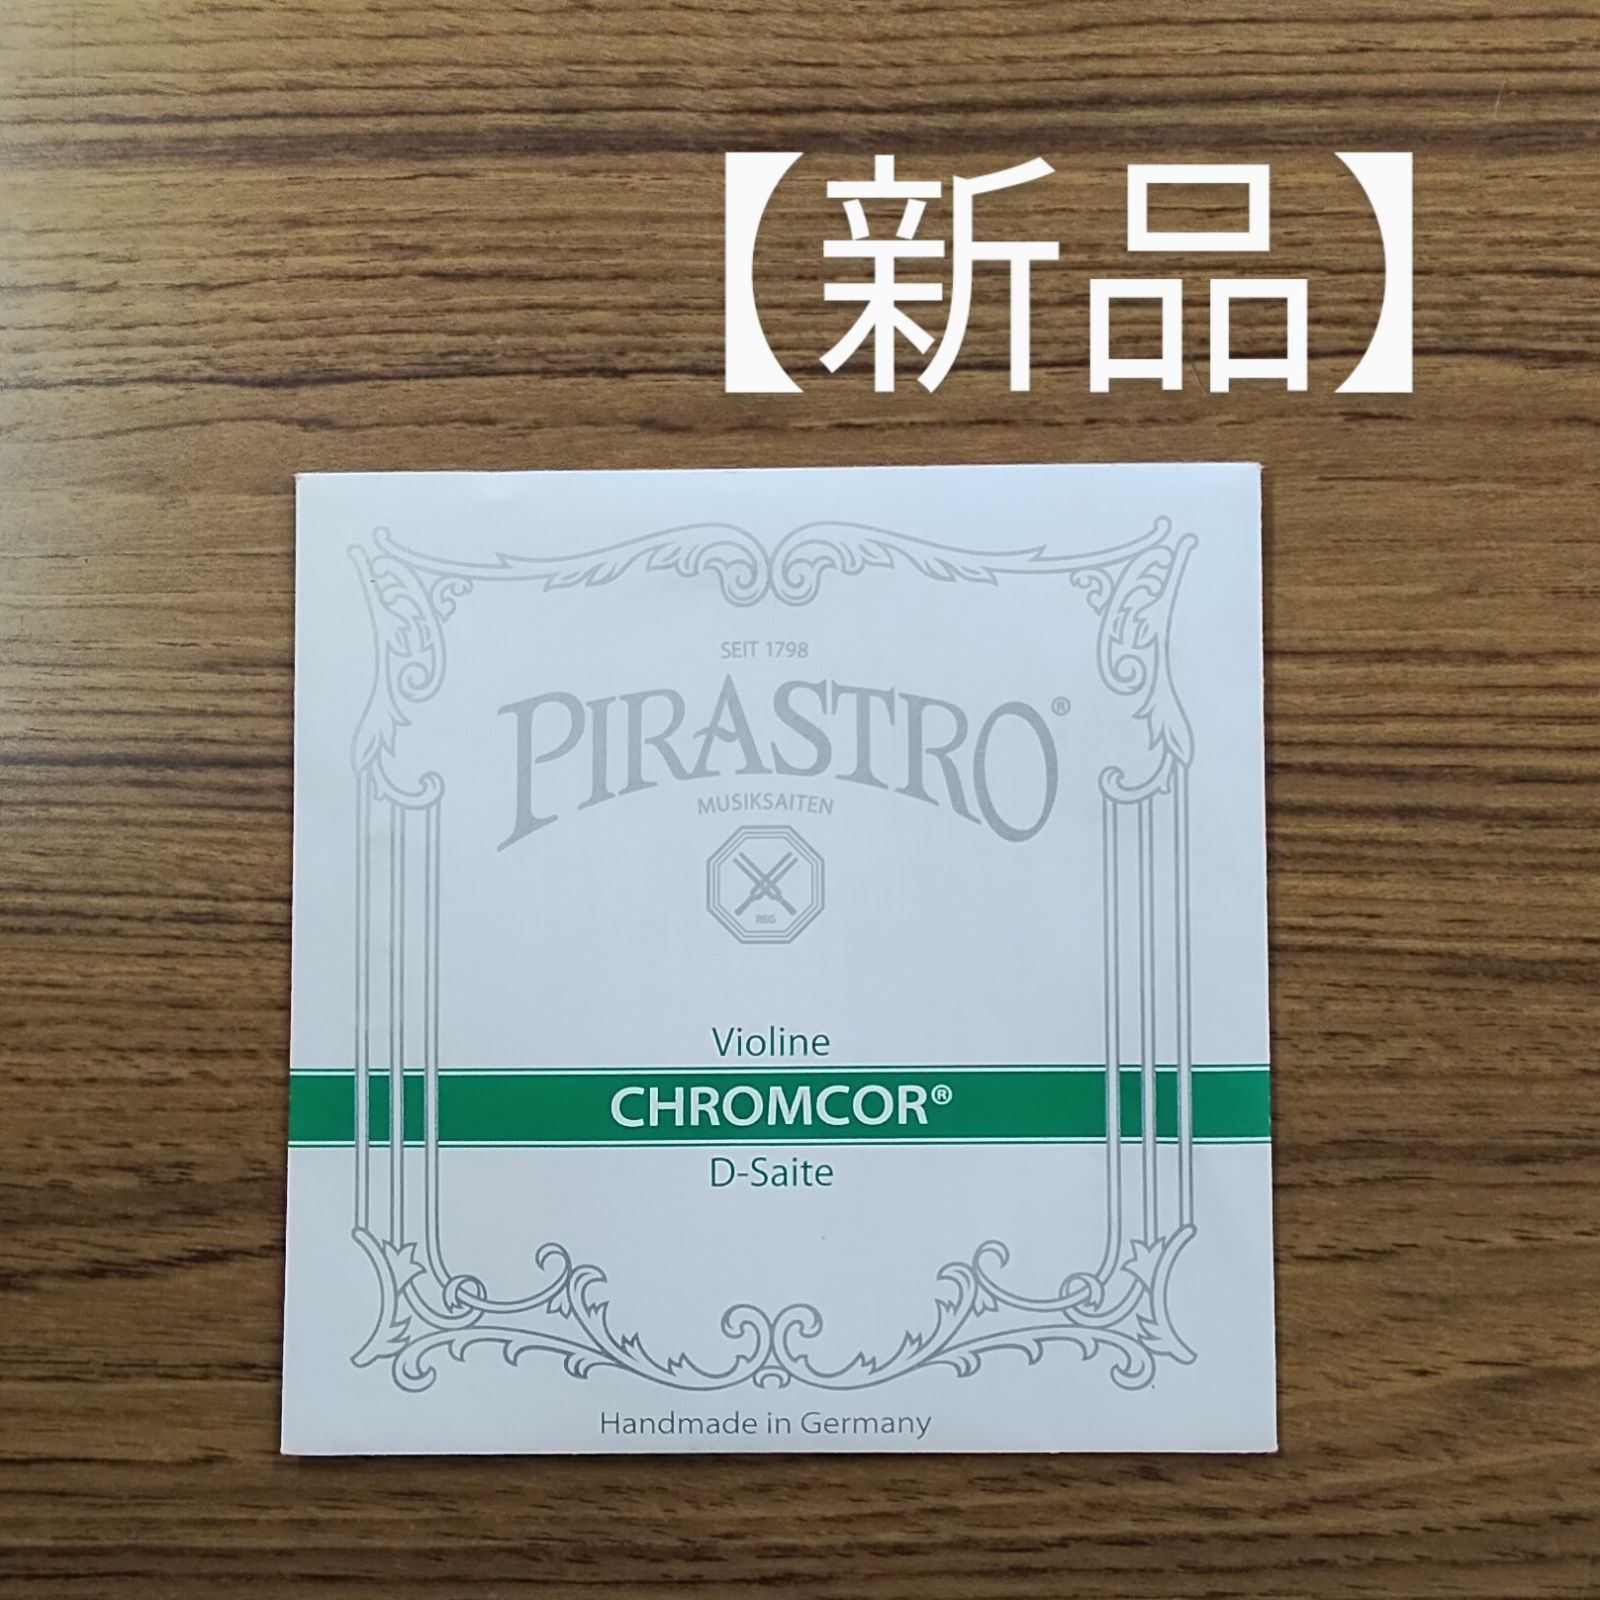 【新品】
SEIT 1798
PIRASTRO®
MUSIKSAITEN
REG
Violine
CHROMCOR®
D-Saite
Handmade in Germany